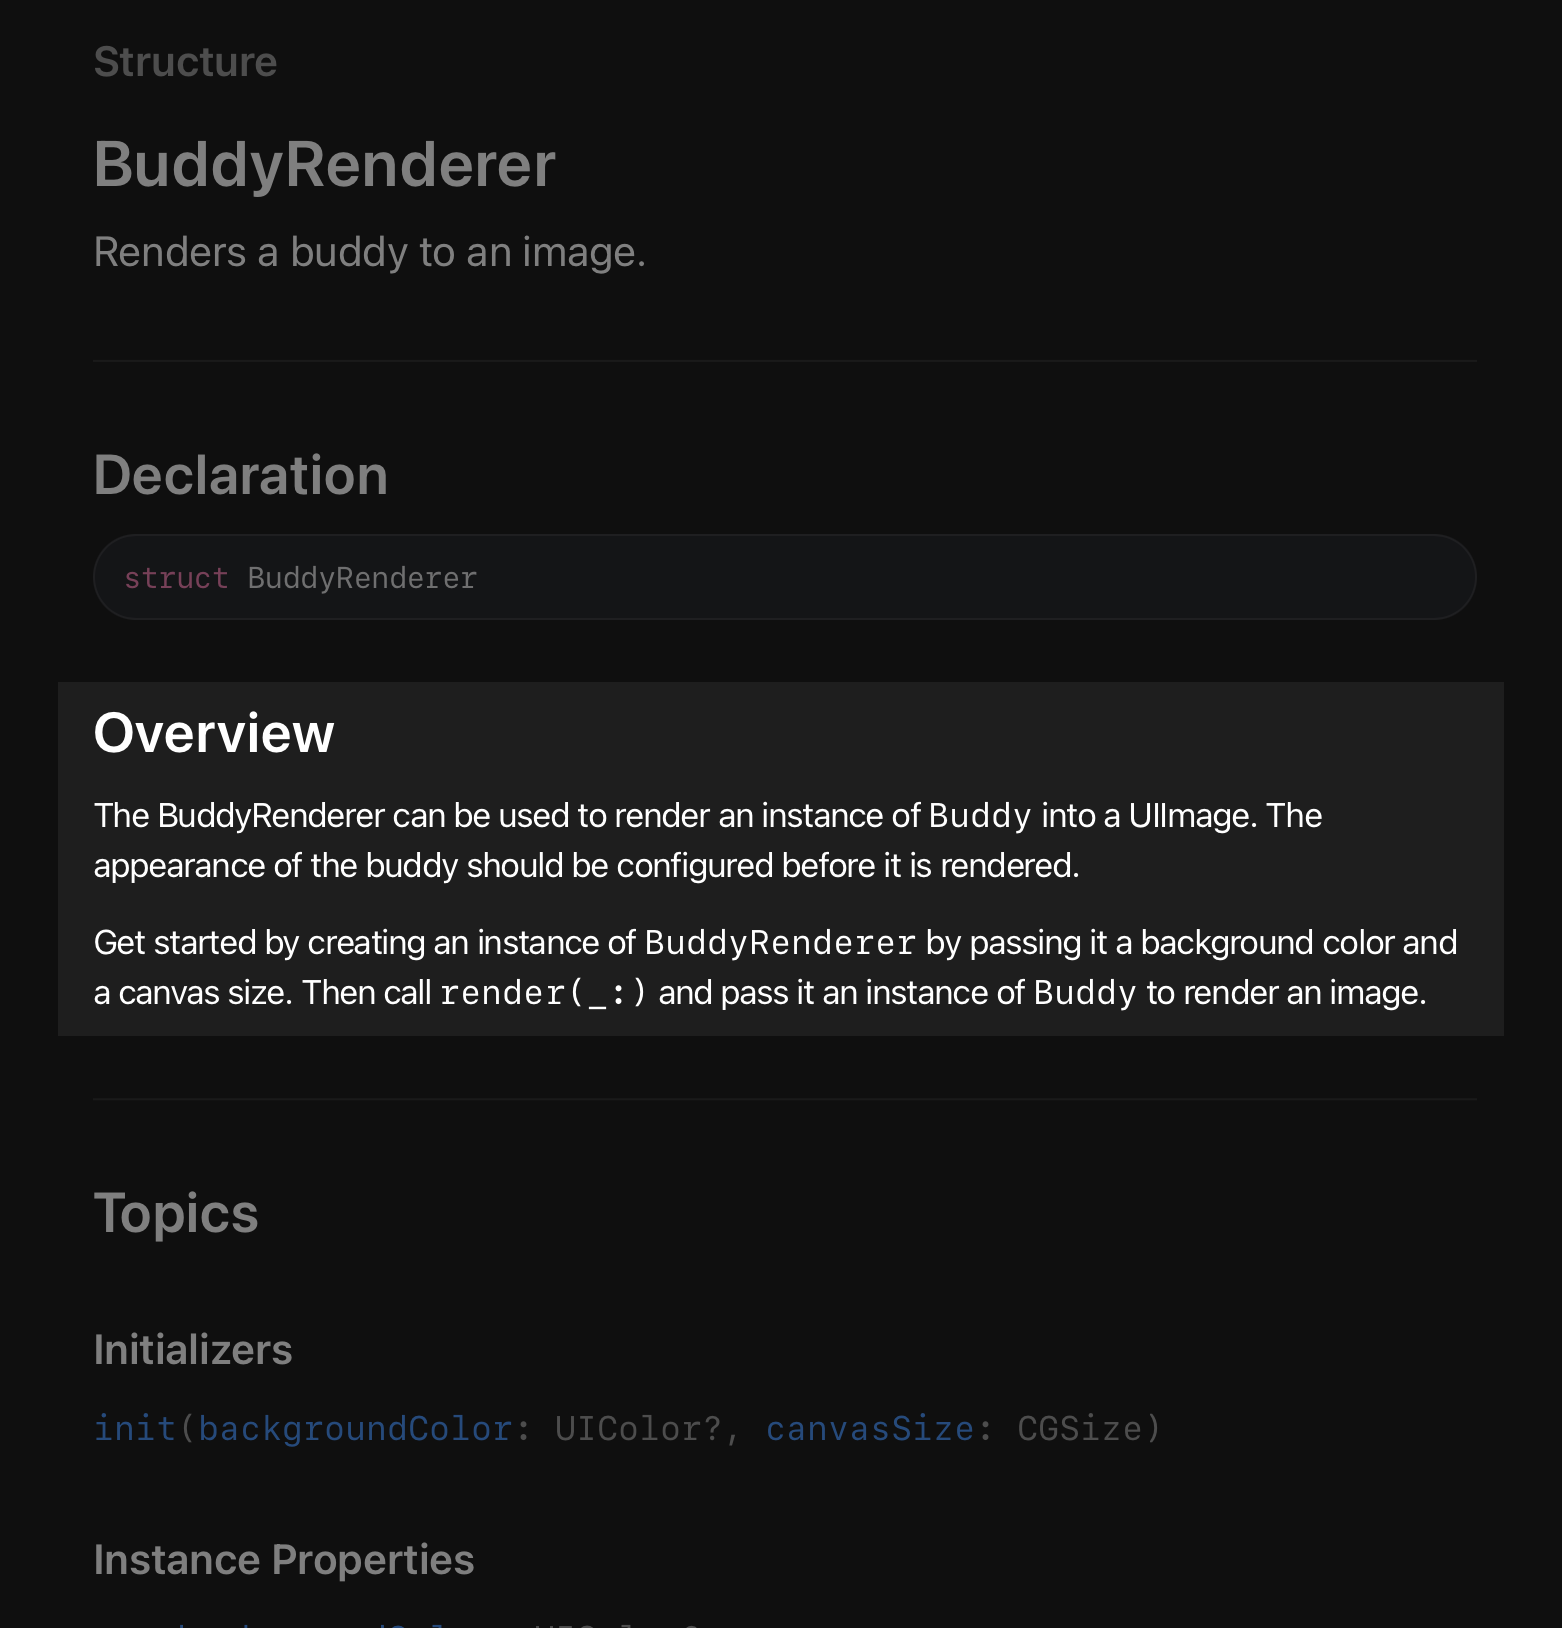 Structure
BuddyRenderer
Renders a buddy to an image.
Declaration
struct BuddyRenderer
Overview
The BuddyRenderer can be used to render an instance of Buddy into a UIImage. The
appearance of the buddy should be configured before it is rendered.
Get started by creating an instance of BuddyRenderer by passing it a background color and
a canvas size. Then call render(_:) and pass it an instance of Buddy to render an image.
Topics
Initializers
init(backgroundColor: UIColor?, canvasSize: CGSize)
Instance Properties